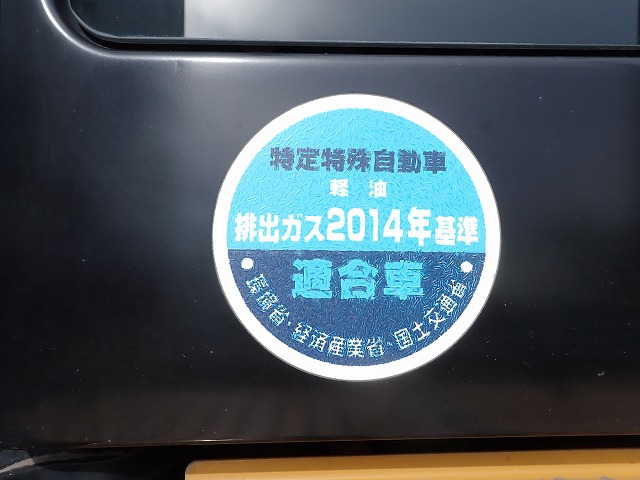 特定特殊自動車
軽油
排出ガス2014年基準
適合車
環境省・経済産業省・国土交通省